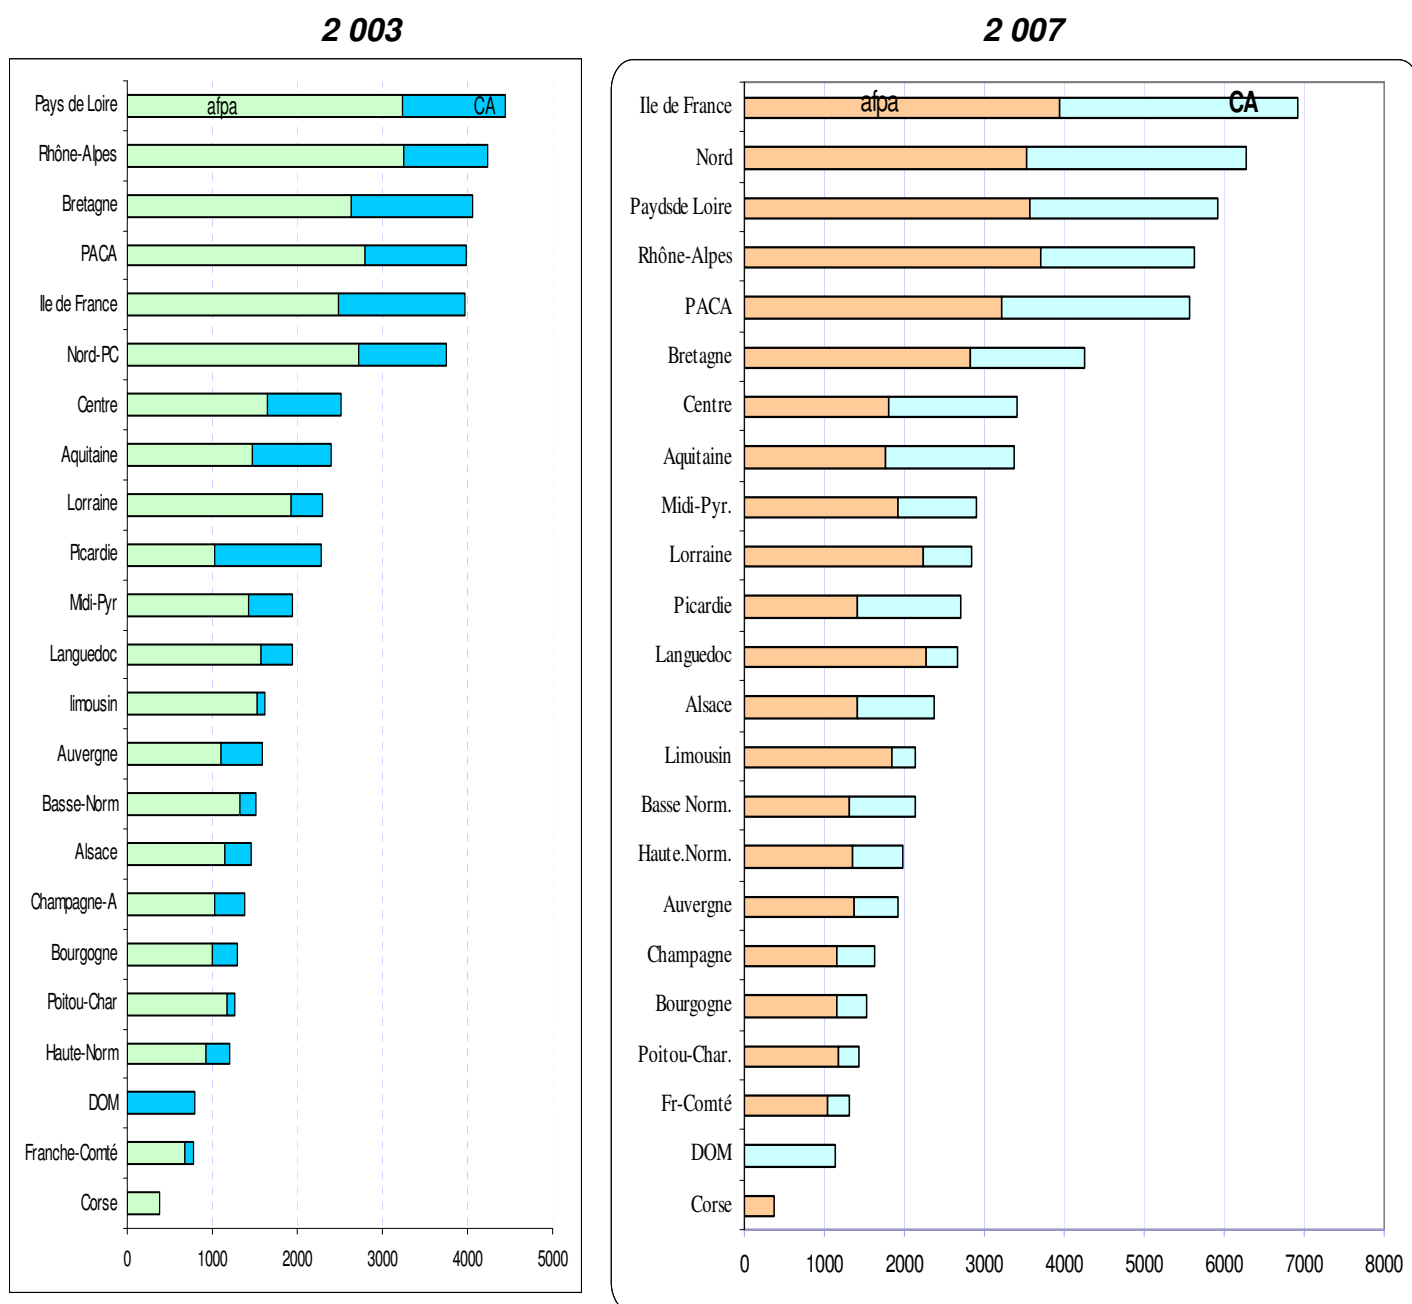 2 003
Pays de Loire
afpa
CA
Rhône-Alpes
Bretagne
PACA
Ile de France
Nord-PC
Centre
Aquitaine
Lorraine
Picardie
Midi-Pyr
Languedoc
limousin
Auvergne
Basse-Norm
Alsace
Champagne-A
Bourgogne
Poitou-Char
Haute-Norm
DOM
Franche-Comté
Corse
0 1000 2000 3000 4000 5000
2 007
Ile de France
afpa
CA
Nord
Paydsde Loire
Rhône-Alpes
PACA
Bretagne
Centre
Aquitaine
Midi-Pyr.
Lorraine
Picardie
Languedoc
Alsace
Limousin
Basse Norm.
Haute.Norm.
Auvergne
Champagne
Bourgogne
Poitou-Char.
Fr-Comté
DOM
Corse
0 1000 2000 3000 4000 5000 6000 7000 8000